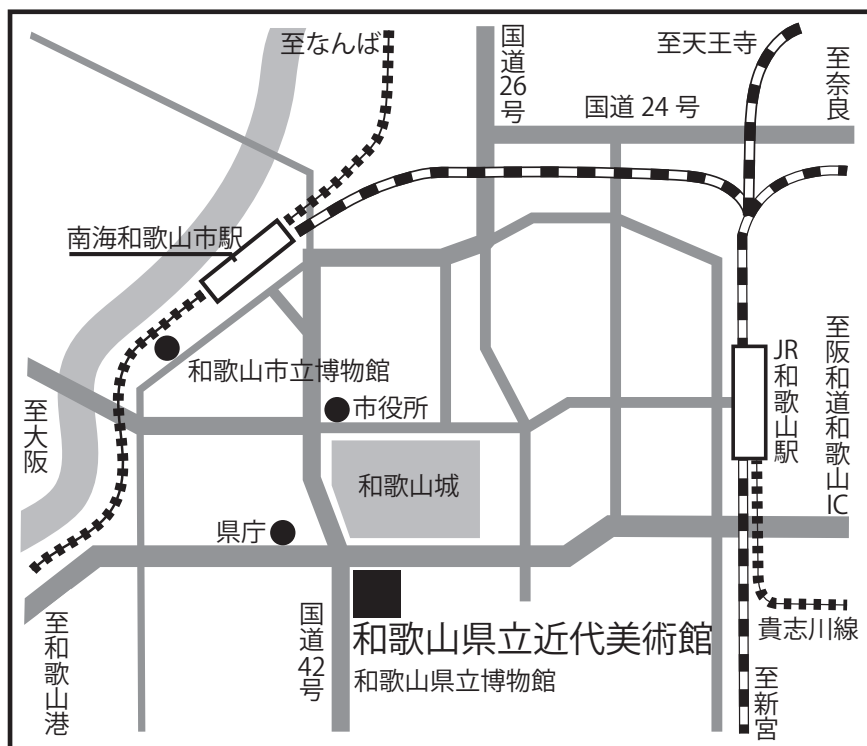 至なんば
国道26号
至天王寺
至奈良
国道 24 号
南海和歌山市駅
和歌山市立博物館
市役所
JR和歌山駅
至阪和道和歌山IC
至大阪
和歌山城
県庁
至和歌山港
国道42号
和歌山県立近代美術館
和歌山県立博物館
貴志川線
至新宮